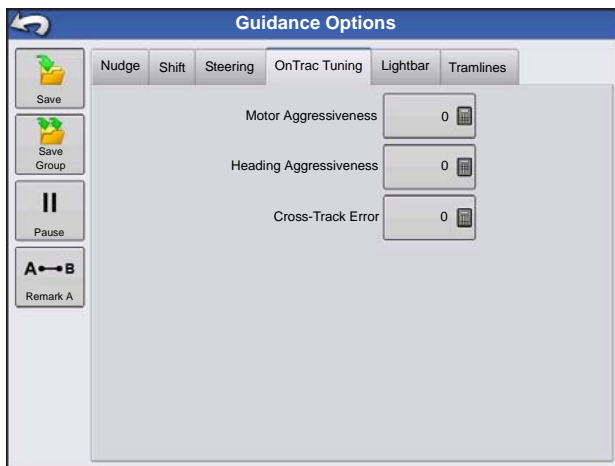 Guidance Options
Save
Save
Group
Pause
A B
Remark A
Nudge Shift Steering OnTrac Tuning Lightbar Tramlines
Motor Aggressiveness 0
Heading Aggressiveness 0
Cross-Track Error 0